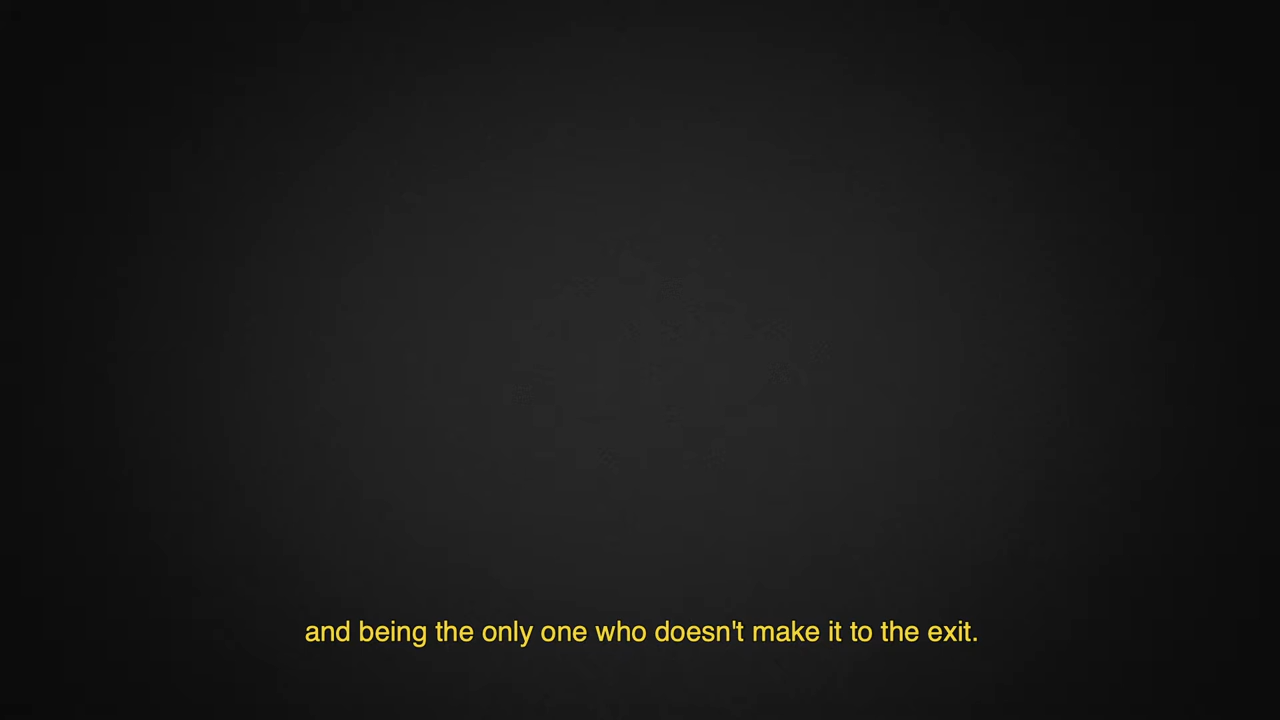 and being the only one who doesn't make it to the exit.